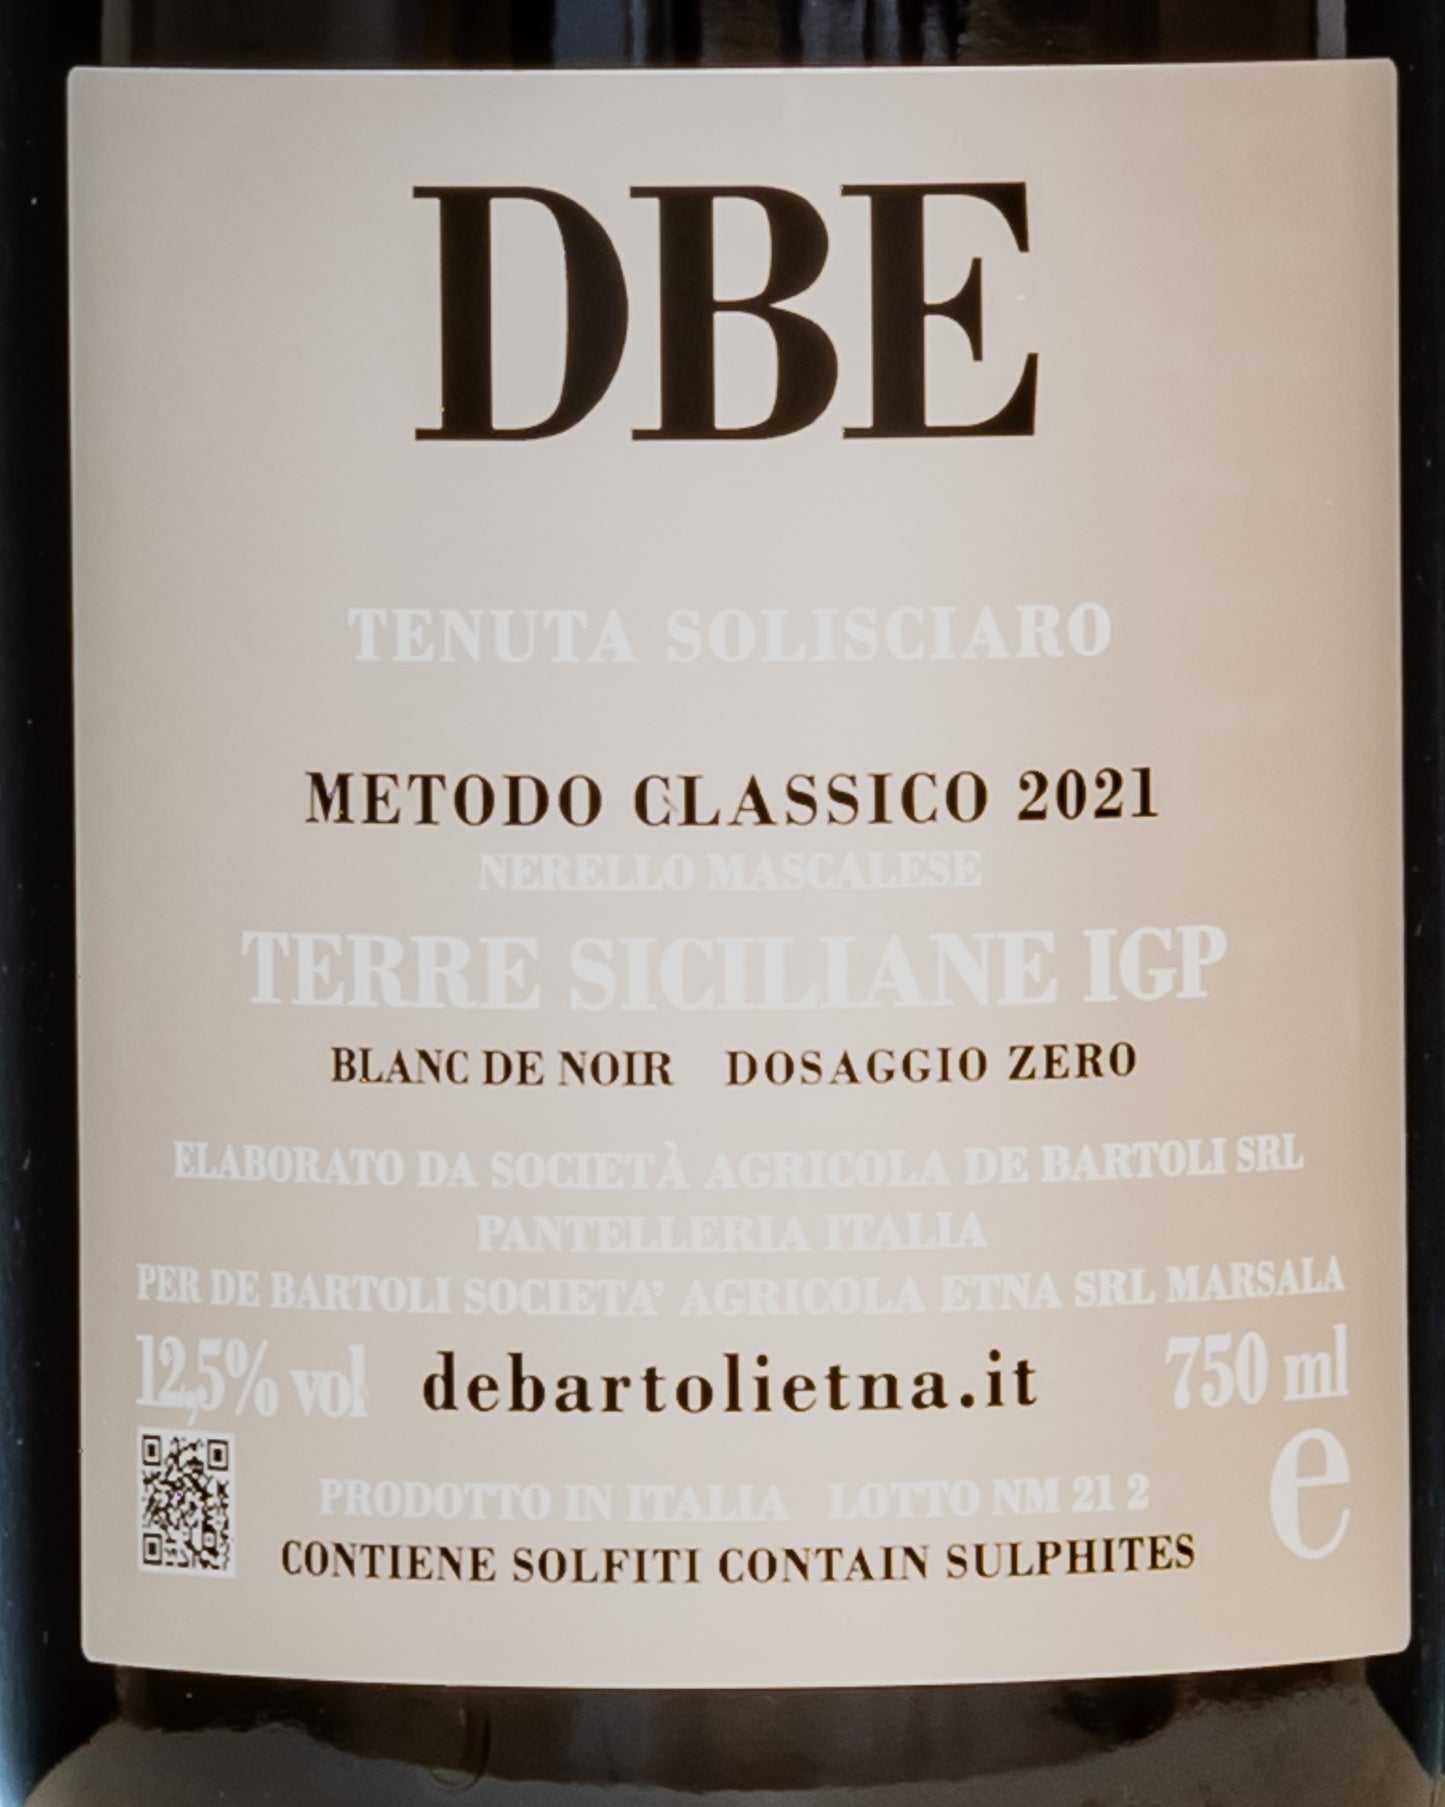 DBE
TENUTA SOLISCIARO
METODO CLASSICO 2021
NERELLO MASCALESE
TERRE SICILIANE IGP
BLANC DE NOIR DOSAGGIO ZERO
ELABORATO DA SOCIETÀ AGRICOLA DE BARTOLI SRL
PANTELLERIA ITALIA
PER DE BARTOLI SOCIETA' AGRICOLA ETNA SRL MARSALA
12,5% vol debartolietna.it 750 ml
e
PRODOTTO IN ITALIA LOTTO NM 21 2
CONTIENE SOLFITI CONTAIN SULPHITES